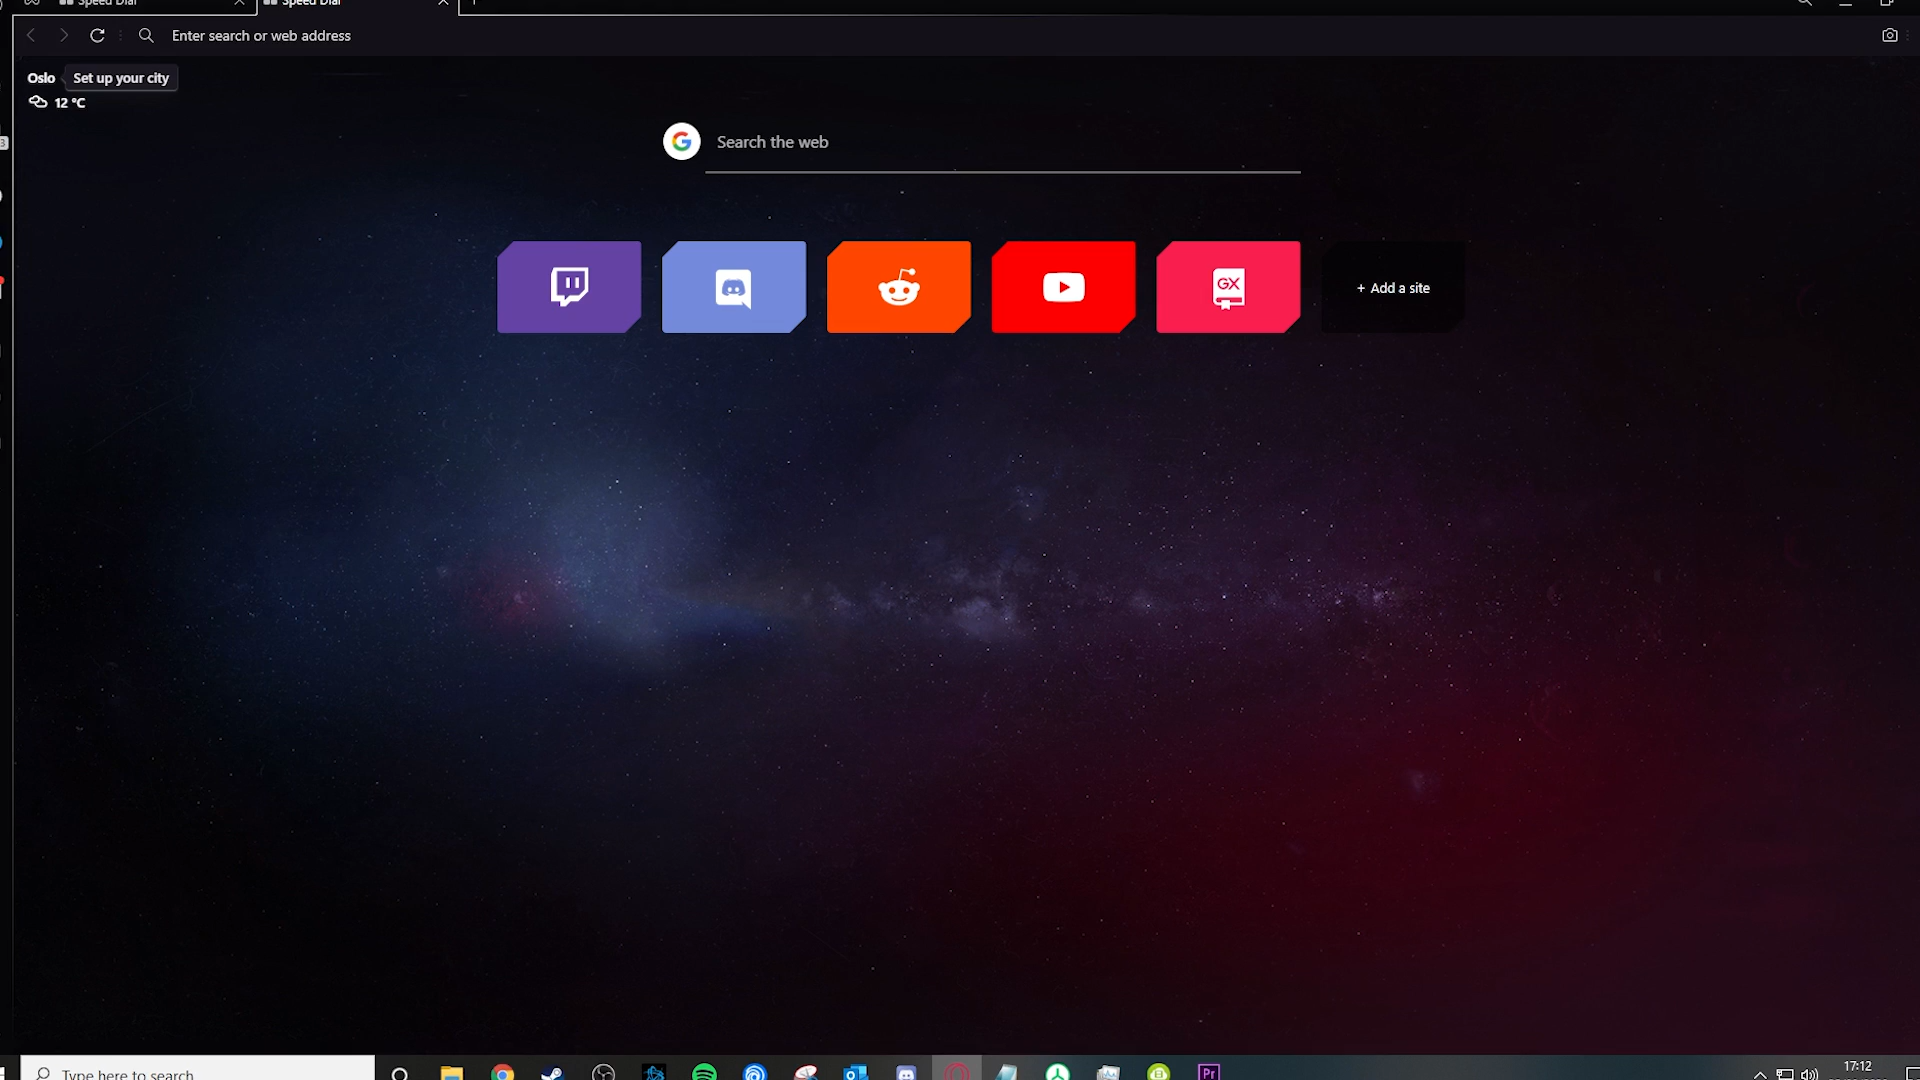 Speed Dial
Speed Dial
Enter search or web address
Oslo
Set up your city
12 °C
Search the web
GX
+ Add a site
Type here to search
Pr
17:12